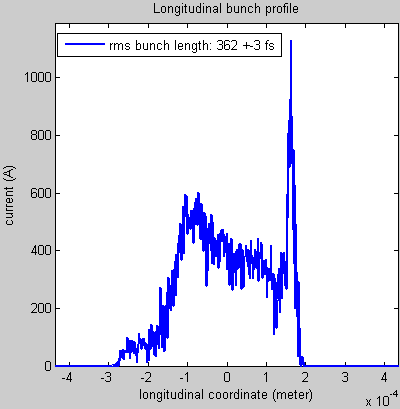 Longitudinal bunch profile
rms bunch length: 362 +-3 fs
1000
800
600
400
200
0
current (A)
-4 -3 -2 -1 0 1 2 3 4
longitudinal coordinate (meter)
x 10^-4